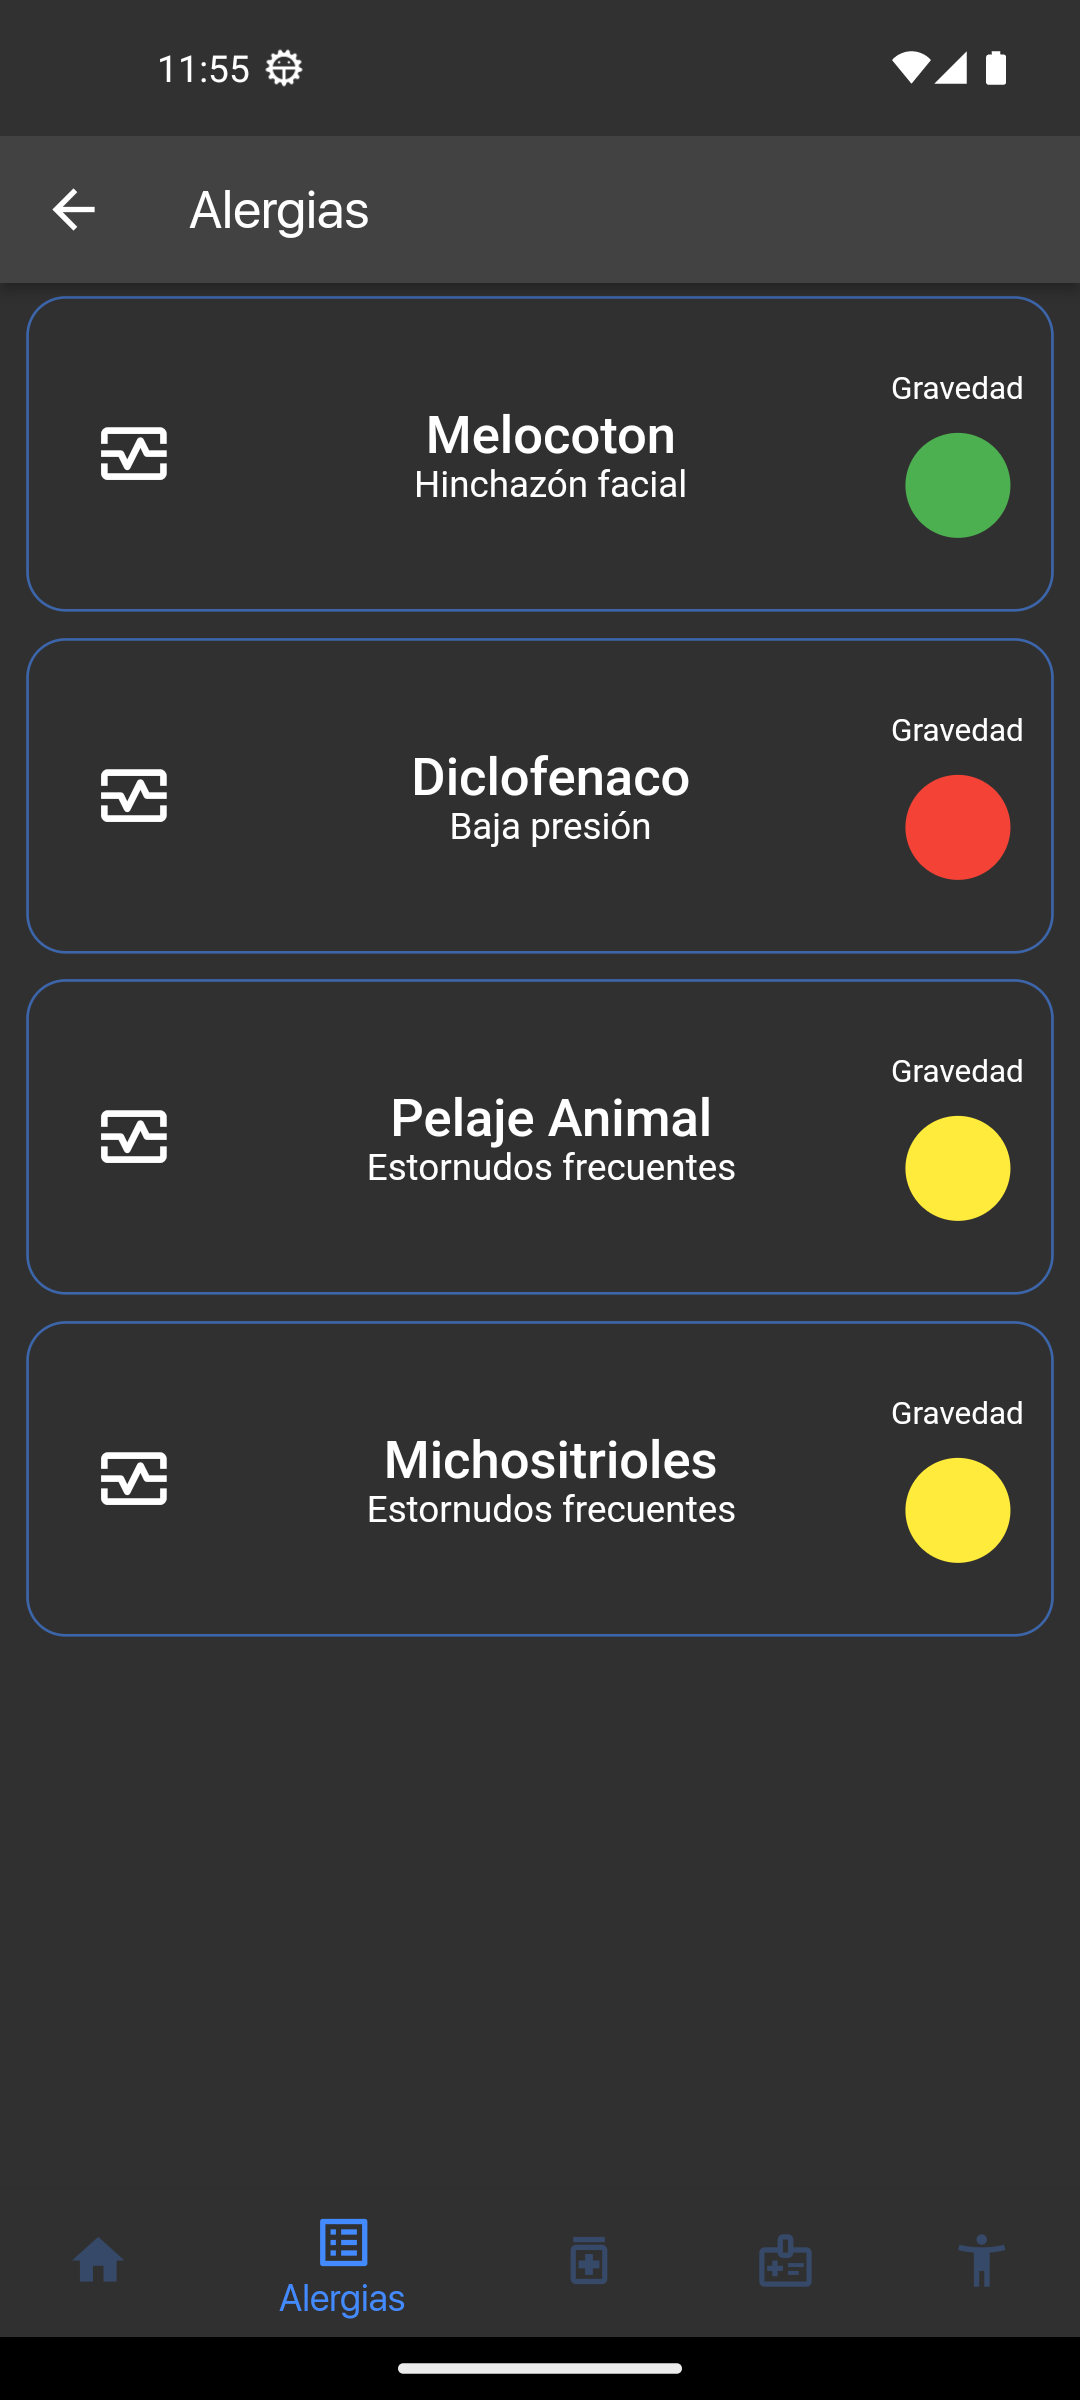 11:55
Alergias
Gravedad
Melocoton
Hinchazón facial
Gravedad
Diclofenaco
Baja presión
Gravedad
Pelaje Animal
Estornudos frecuentes
Gravedad
Michositrioles
Estornudos frecuentes
Alergias